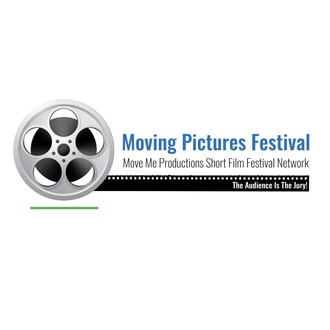 Moving Pictures Festival
Move Me Productions Short Film Festival Network
The Audience Is The Jury!